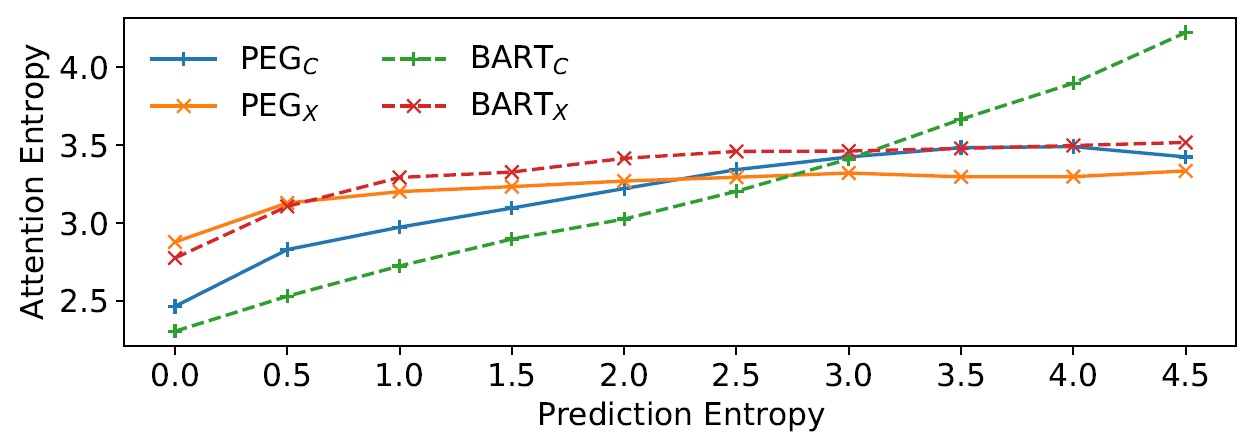 PEG_C BART_C
PEG_X BART_X
Attention Entropy
4.0
3.5
3.0
2.5
0.0 0.5 1.0 1.5 2.0 2.5 3.0 3.5 4.0 4.5
Prediction Entropy